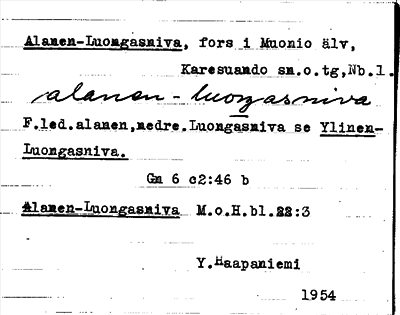 Alanen-Luongasniva, fors i Muonio älv,
Karesuando sn.o.tg,Nb.l.
alanen-luongasniva
F.led.alanen,nedre.Luongasniva se Ylinen-
Luongasniva.
Gm 6 c2:46 b
Alanen-Luongasniva M.o.H.bl.22:3
Y.Haapaniemi
1954